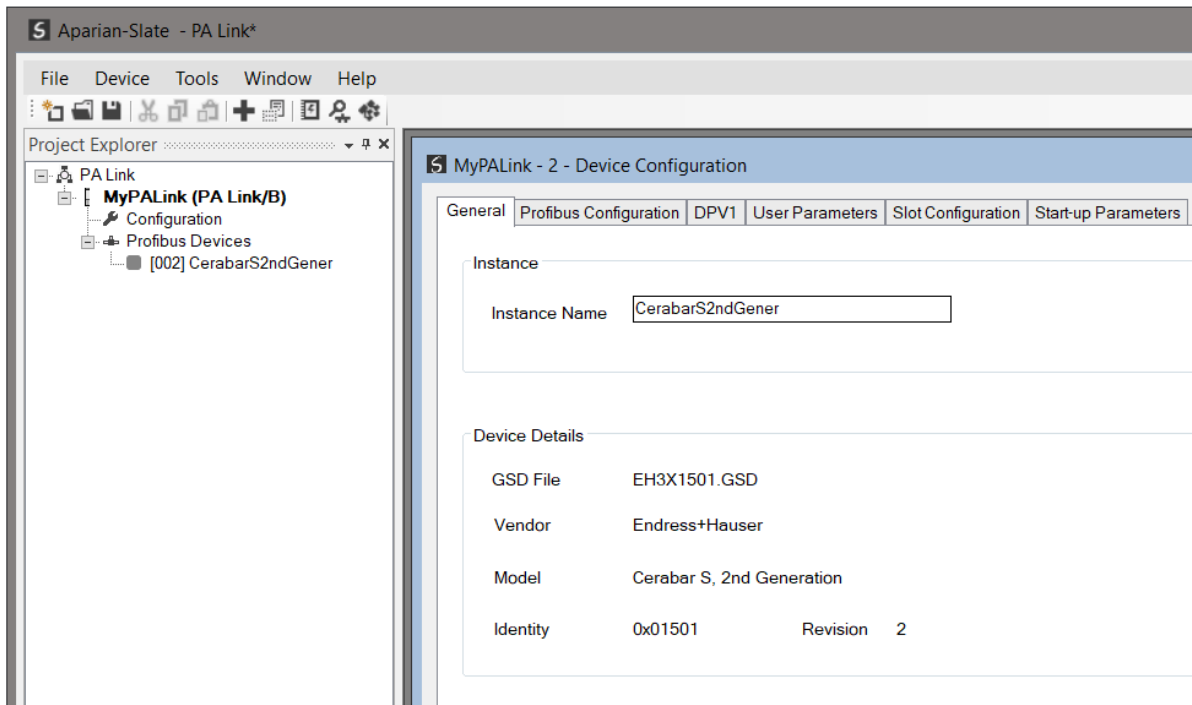 Aparian-Slate - PA Link*
File Device Tools Window Help
Project Explorer
PA Link
MyPALink (PA Link/B)
Configuration
Profibus Devices
[002] CerabarS2ndGener
MyPALink - 2 - Device Configuration
General Profibus Configuration DPV1 User Parameters Slot Configuration Start-up Parameters
Instance
Instance Name CerabarS2ndGener
Device Details
GSD File EH3X1501.GSD
Vendor Endress+Hauser
Model Cerabar S, 2nd Generation
Identity 0x01501 Revision 2